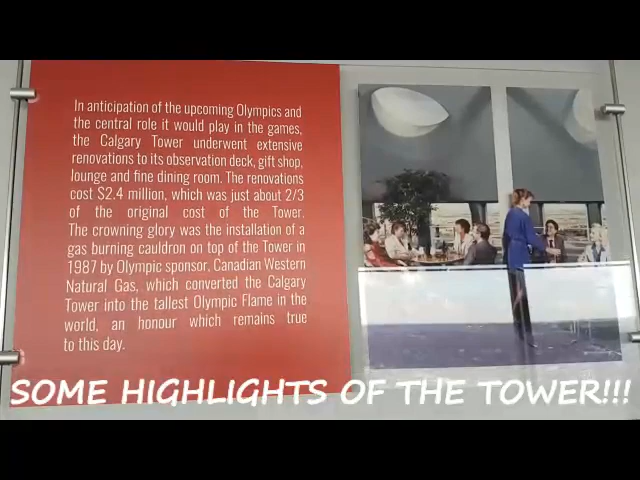 In anticipation of the upcoming Olympics and
the central role it would play in the games,
the Calgary Tower underwent extensive
renovations to its observation deck, gift shop,
lounge and fine dining room. The renovations
cost $2.4 million, which was just about 2/3
of the original cost of the Tower.
The crowning glory was the installation of a
gas burning cauldron on top of the Tower in
1987 by Olympic sponsor, Canadian Western
Natural Gas, which converted the Calgary
Tower into the tallest Olympic Flame in the
world, an honour which remains true
to this day.
SOME HIGHLIGHTS OF THE TOWER!!!